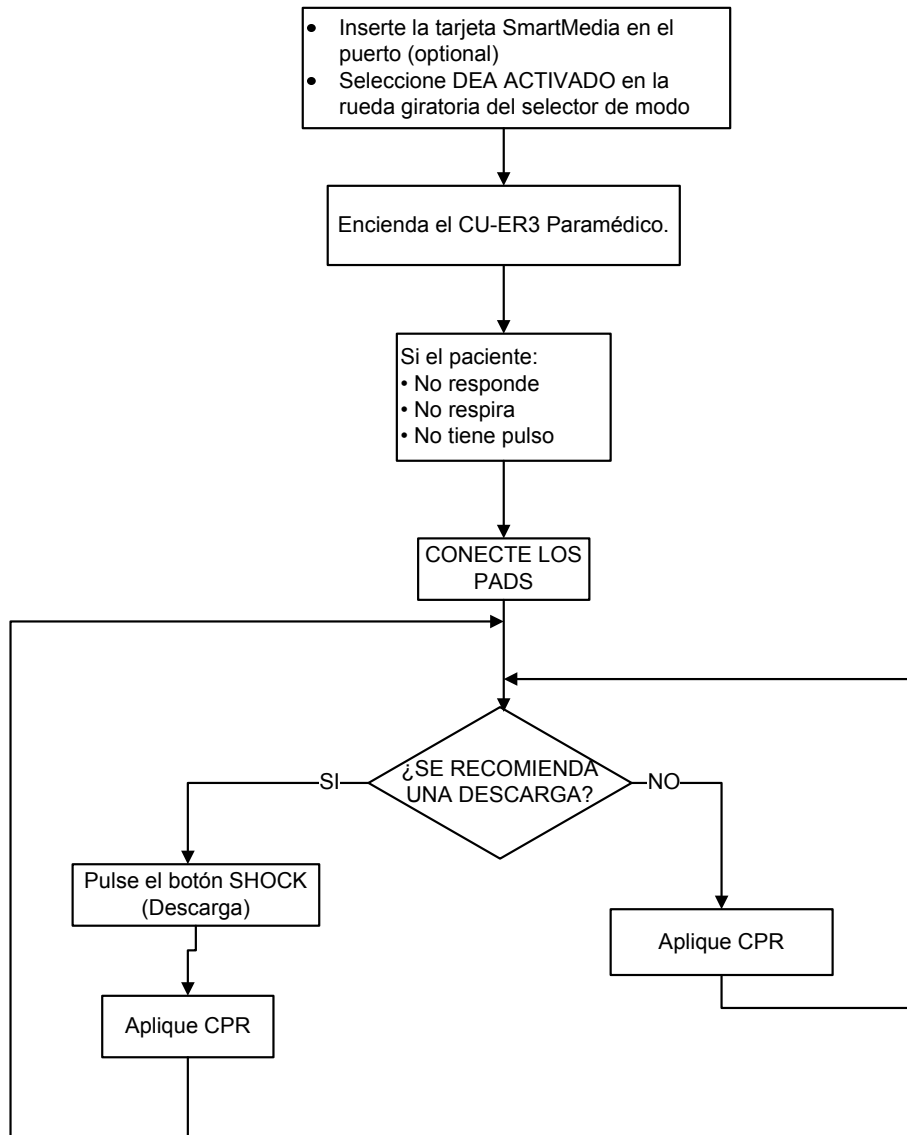 • Inserte la tarjeta SmartMedia en el
puerto (optional)
• Seleccione DEA ACTIVADO en la
rueda giratoria del selector de modo
Encienda el CU-ER3 Paramédico.
Si el paciente:
• No responde
• No respira
• No tiene pulso
CONECTE LOS
PADS
¿SE RECOMIENDA
UNA DESCARGA?
SI
NO
Pulse el botón SHOCK
(Descarga)
Aplique CPR
Aplique CPR